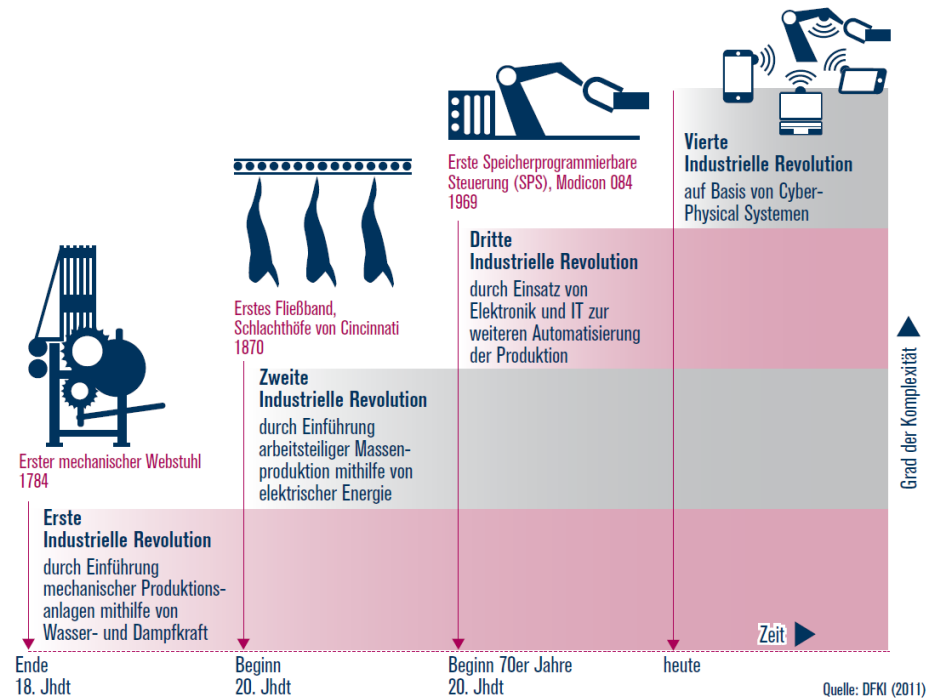 Vierte
Industrielle Revolution
auf Basis von Cyber-
Physical Systemen
Erste Speicherprogrammierbare
Steuerung (SPS), Modicon 084
1969
Dritte
Industrielle Revolution
durch Einsatz von
Elektronik und IT zur
weiteren Automatisierung
der Produktion
Erstes Fließband,
Schlachthöfe von Cincinnati
1870
Zweite
Industrielle Revolution
durch Einführung
arbeitsteiliger Massen-
produktion mithilfe von
elektrischer Energie
Erster mechanischer Webstuhl
1784
Erste
Industrielle Revolution
durch Einführung
mechanischer Produktions-
anlagen mithilfe von
Wasser- und Dampfkraft
Grad der Komplexität
Zeit
Ende
18. Jhdt
Beginn
20. Jhdt
Beginn 70er Jahre
20. Jhdt
heute
Quelle: DFKI (2011)